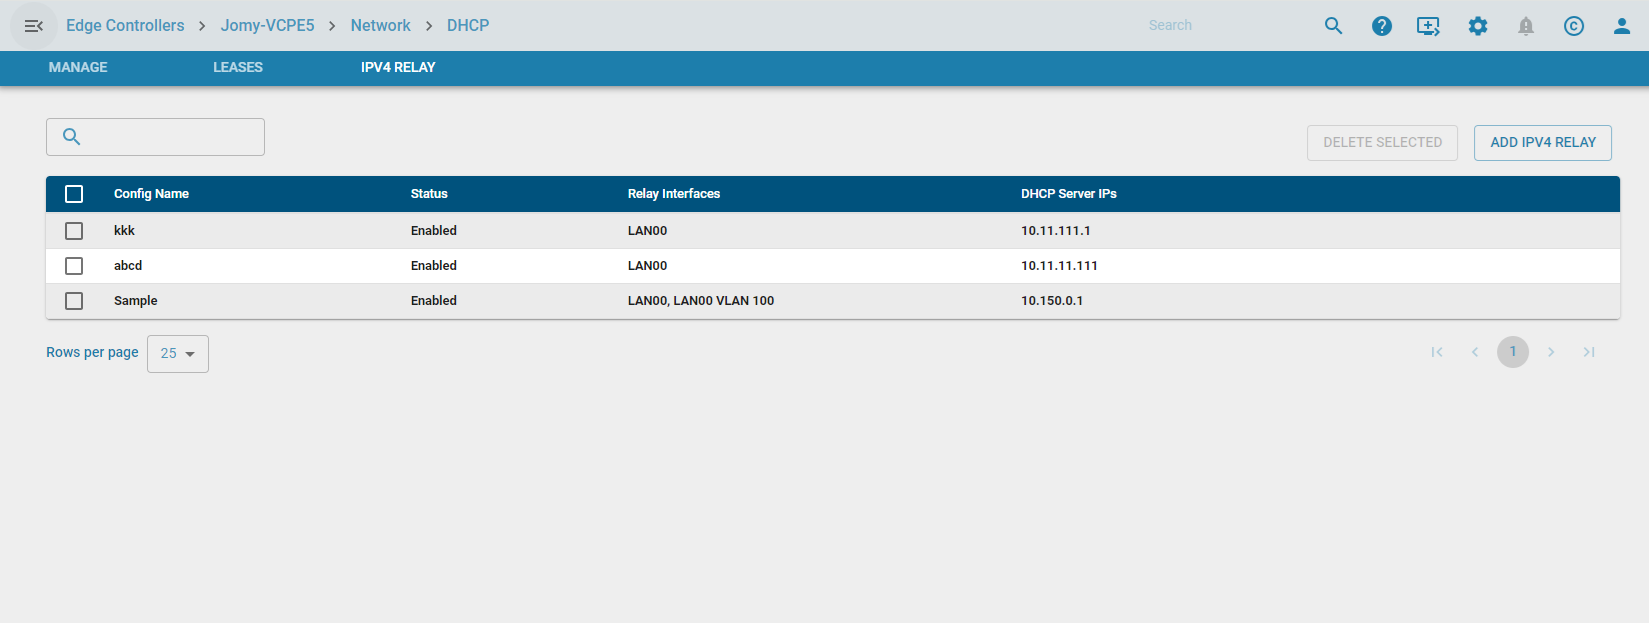 Edge Controllers > Jomy-VCPE5 > Network > DHCP Search
MANAGE LEASES IPV4 RELAY
DELETE SELECTED ADD IPV4 RELAY
Config Name Status Relay Interfaces DHCP Server IPs
kkk Enabled LAN00 10.11.111.1
abcd Enabled LAN00 10.11.11.111
Sample Enabled LAN00, LAN00 VLAN 100 10.150.0.1
Rows per page 25 1